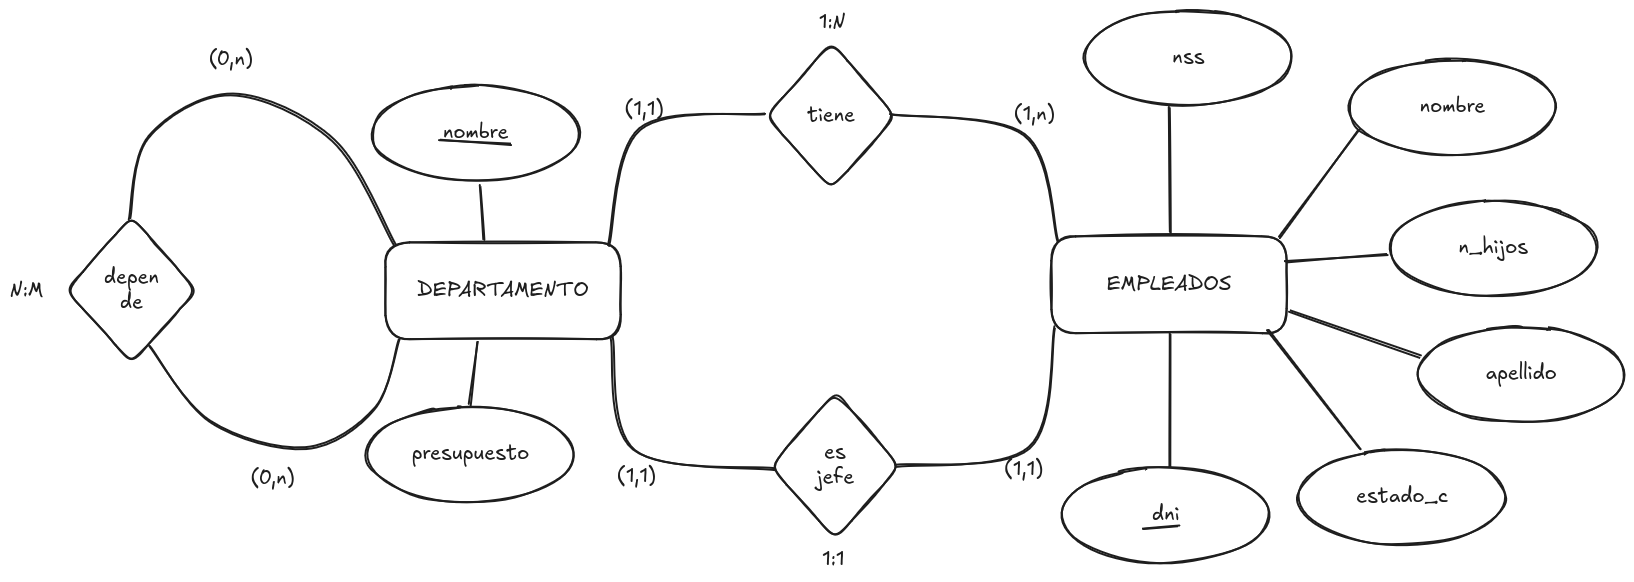 1:N
nss
(0,n)
nombre
(1,1)
tiene
(1,n)
nombre
n_hijos
depen
de
N:M
DEPARTAMENTO
EMPLEADOS
apellido
presupuesto
es
jefe
(0,n)
(1,1)
(1,1)
estado_c
dni
1:1